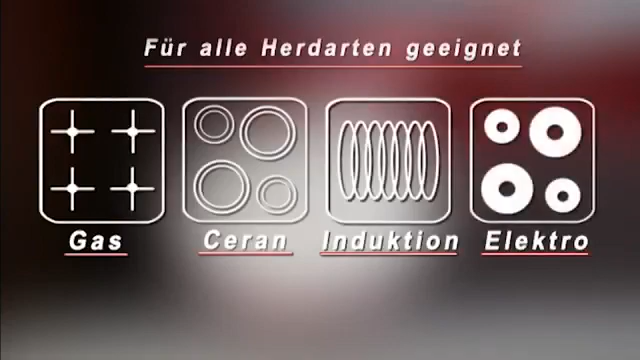 Für alle Herdarten geeignet
Gas
Ceran
Induktion
Elektro